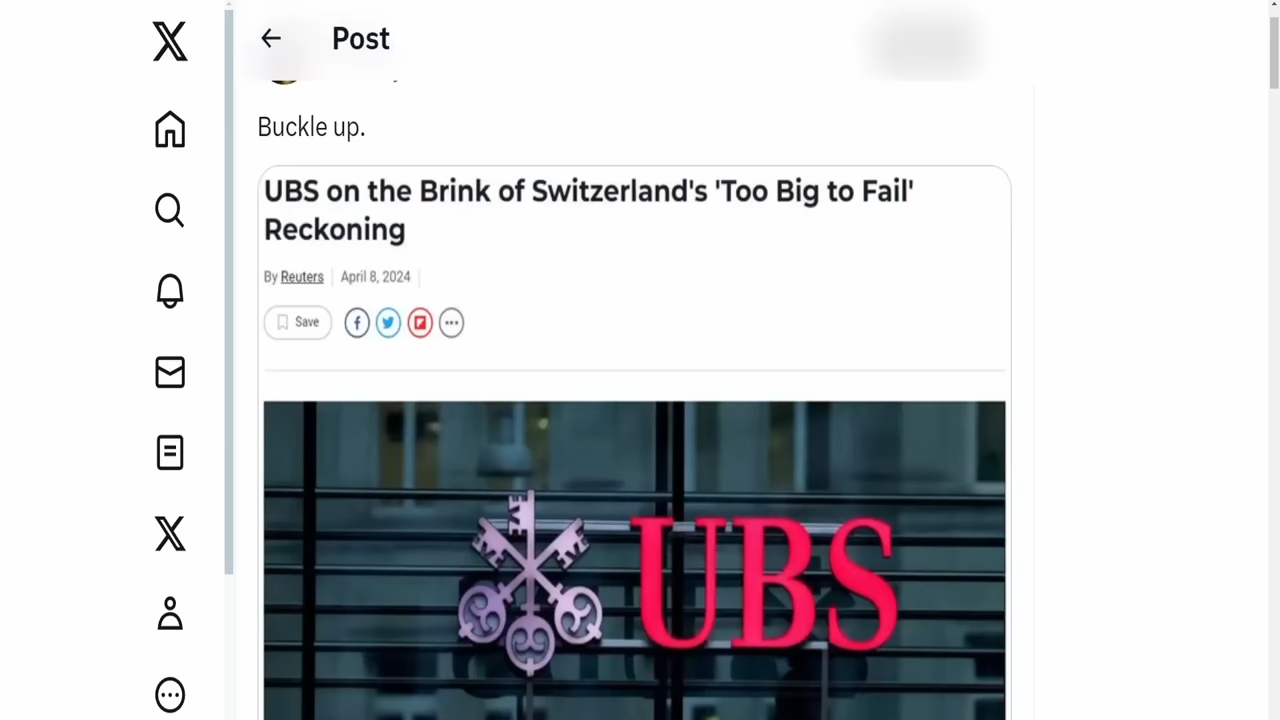 Post
Buckle up.
UBS on the Brink of Switzerland's 'Too Big to Fail'
Reckoning
By Reuters April 8, 2024
Save
UBS